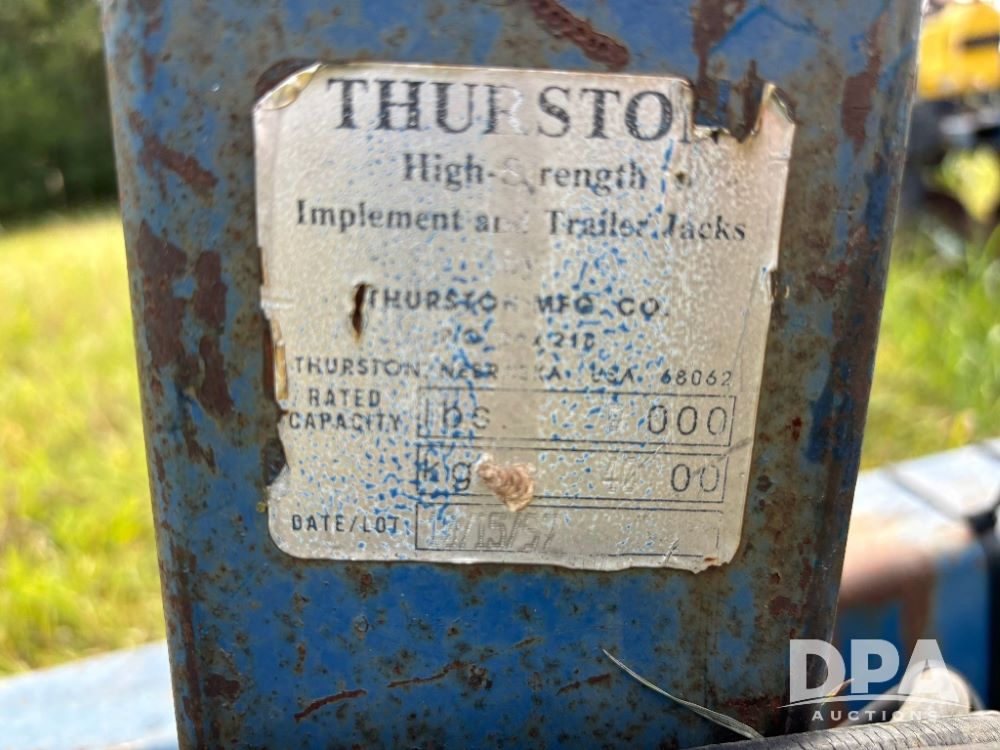 THURSTON
High-Strength
Implement and Trailer Jacks
THURSTON MFG. CO.
THURSTON, NEBRASKA, USA 68062
RATED
CAPACITY
lbs 000
kg 00
DATE/LOT
DPA
AUCTIONS